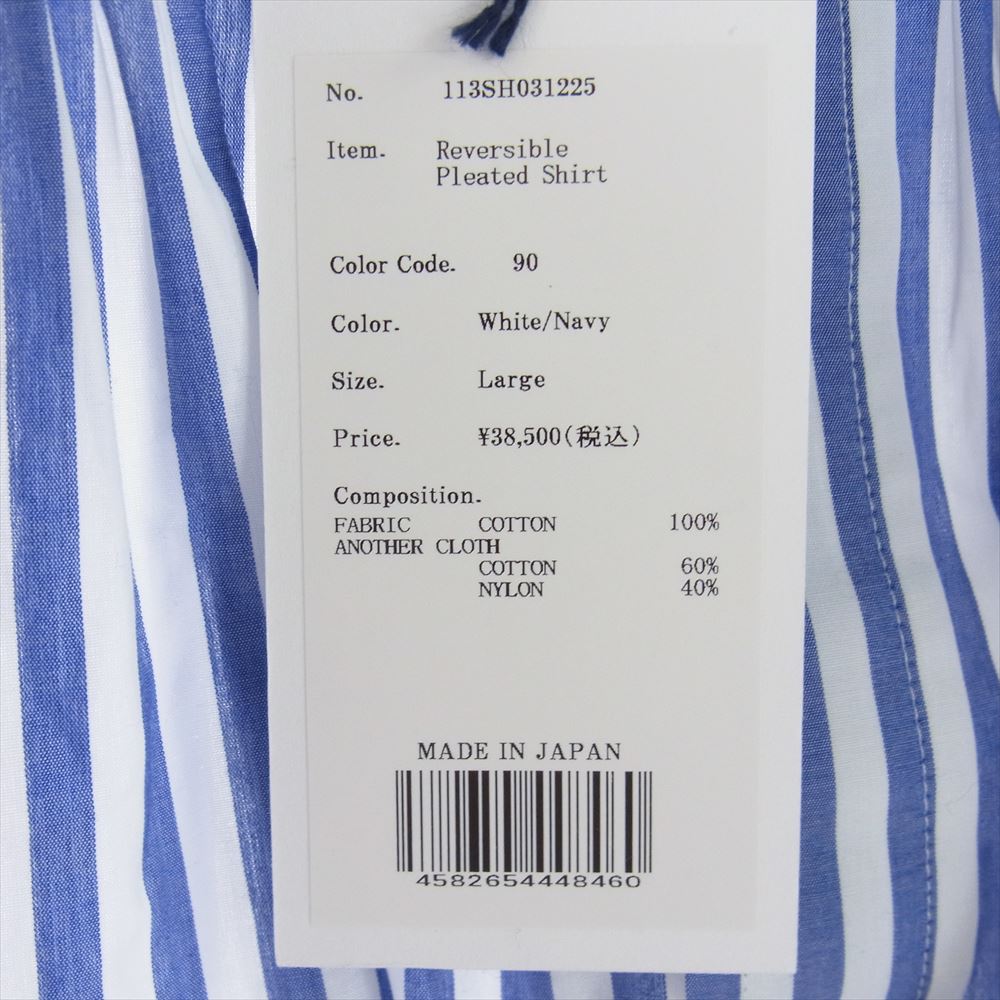 No. 113SH031225
Item. Reversible
Pleated Shirt
Color Code. 90
Color. White/Navy
Size. Large
Price. ¥38,500(税込)
Composition.
FABRIC COTTON 100%
ANOTHER CLOTH
COTTON 60%
NYLON 40%
MADE IN JAPAN
4582654448460